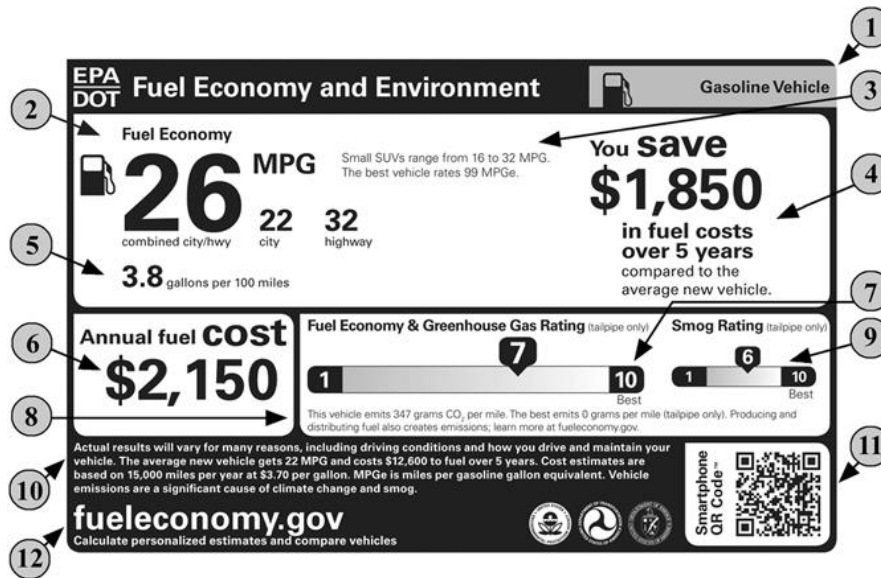 1
EPA
DOT
Fuel Economy and Environment
Gasoline Vehicle
2
3
Fuel Economy
26
MPG
combined city/hwy
22
city
32
highway
Small SUVs range from 16 to 32 MPG.
The best vehicle rates 99 MPGe.
You save
$1,850
in fuel costs
over 5 years
compared to the
average new vehicle.
4
5
3.8 gallons per 100 miles
6
Annual fuel cost
$2,150
7
Fuel Economy & Greenhouse Gas Rating (tailpipe only)
1
7
10
Best
Smog Rating (tailpipe only)
1
6
10
Best
9
8
This vehicle emits 347 grams CO2 per mile. The best emits 0 grams per mile (tailpipe only). Producing and
distributing fuel also creates emissions; learn more at fueleconomy.gov.
10
Actual results will vary for many reasons, including driving conditions and how you drive and maintain your
vehicle. The average new vehicle gets 22 MPG and costs $12,600 to fuel over 5 years. Cost estimates are
based on 15,000 miles per year at $3.70 per gallon. MPGe is miles per gasoline gallon equivalent. Vehicle
emissions are a significant cause of climate change and smog.
11
Smartphone
QR Code™
12
fueleconomy.gov
Calculate personalized estimates and compare vehicles